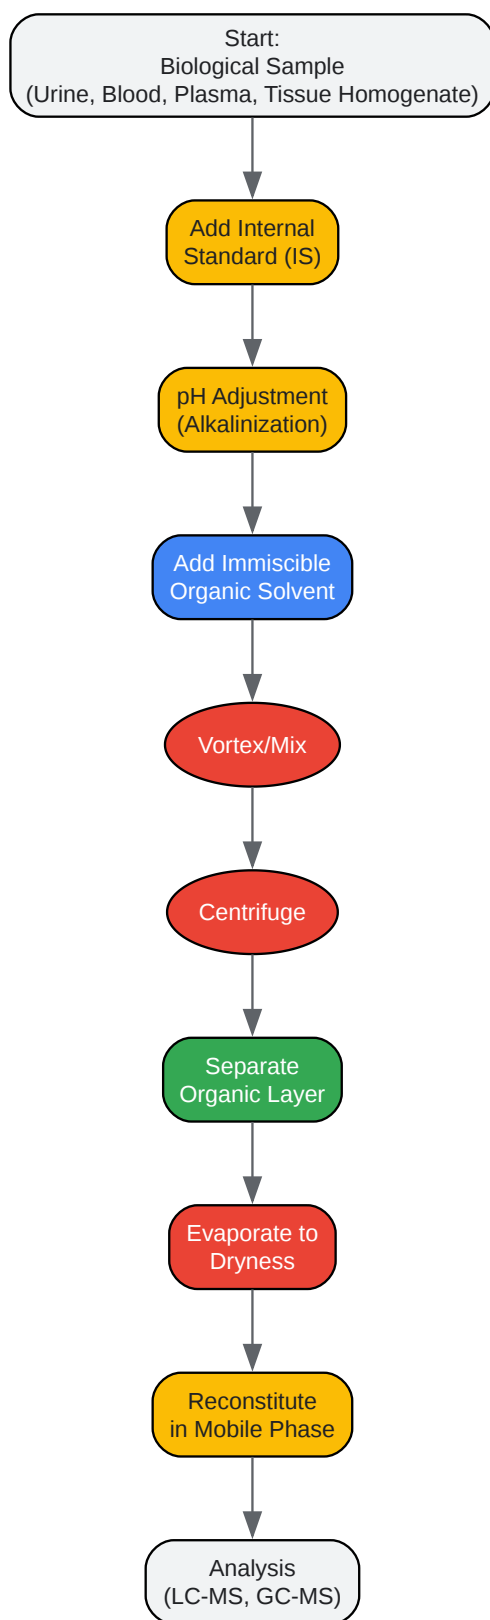 Start:
Biological Sample
(Urine, Blood, Plasma, Tissue Homogenate)
Add Internal
Standard (IS)
pH Adjustment
(Alkalinization)
Add Immiscible
Organic Solvent
Vortex/Mix
Centrifuge
Separate
Organic Layer
Evaporate to
Dryness
Reconstitute
in Mobile Phase
Analysis
(LC-MS, GC-MS)